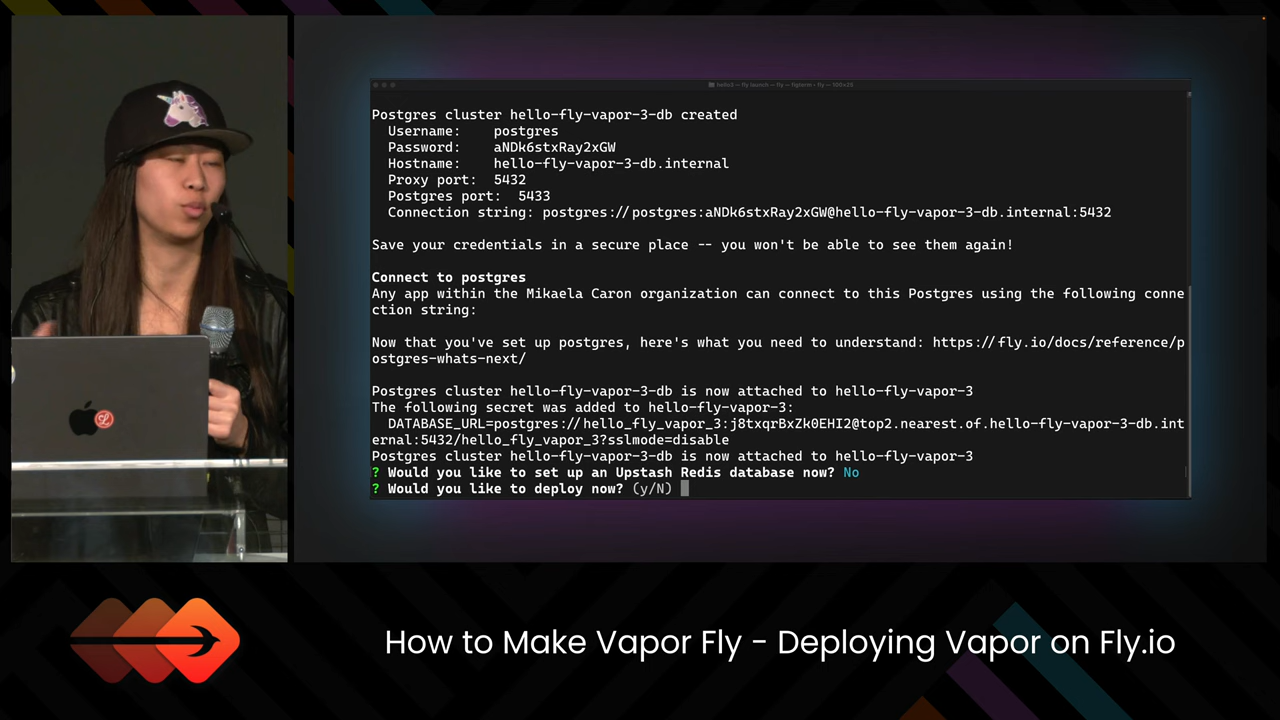 hello3 — fly launch — fly — figterm • fly — 100×26
Postgres cluster hello-fly-vapor-3-db created
Username: postgres
Password: aNDk6stxRay2xGW
Hostname: hello-fly-vapor-3-db.internal
Proxy port: 5432
Postgres port: 5433
Connection string: postgres://postgres:aNDk6stxRay2xGW@hello-fly-vapor-3-db.internal:5432
Save your credentials in a secure place -- you won't be able to see them again!
Connect to postgres
Any app within the Mikaela Caron organization can connect to this Postgres using the following conne
ction string:
Now that you've set up postgres, here's what you need to understand: https://fly.io/docs/reference/p
ostgres-whats-next/
Postgres cluster hello-fly-vapor-3-db is now attached to hello-fly-vapor-3
The following secret was added to hello-fly-vapor-3:
DATABASE_URL=postgres://hello_fly_vapor_3:j8txqrBxZk0EHI2@top2.nearest.of.hello-fly-vapor-3-db.int
ernal:5432/hello_fly_vapor_3?sslmode=disable
Postgres cluster hello-fly-vapor-3-db is now attached to hello-fly-vapor-3
? Would you like to set up an Upstash Redis database now? No
? Would you like to deploy now? (y/N)
How to Make Vapor Fly - Deploying Vapor on Fly.io